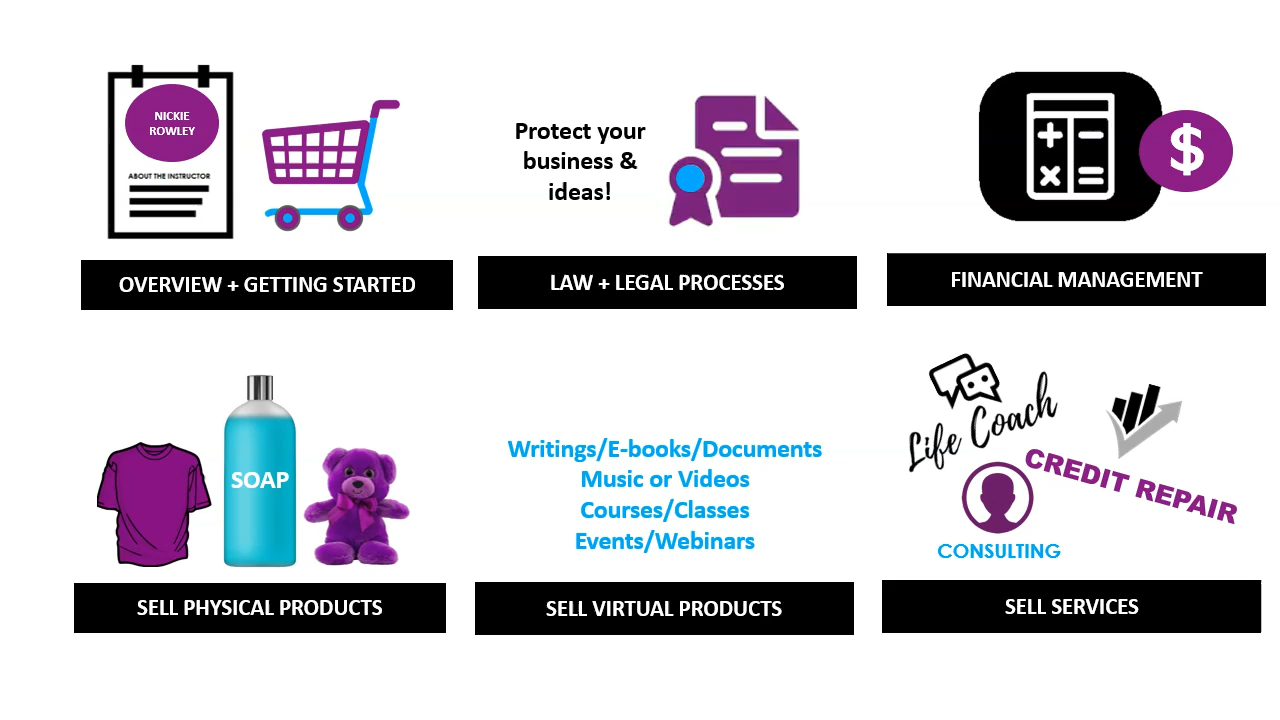 NICKIE
ROWLEY
ABOUT THE INSTRUCTOR
Protect your
business &
ideas!
$
OVERVIEW + GETTING STARTED
LAW + LEGAL PROCESSES
FINANCIAL MANAGEMENT
SOAP
Writings/E-books/Documents
Music or Videos
Courses/Classes
Events/Webinars
Life Coach
CREDIT REPAIR
CONSULTING
SELL PHYSICAL PRODUCTS
SELL VIRTUAL PRODUCTS
SELL SERVICES